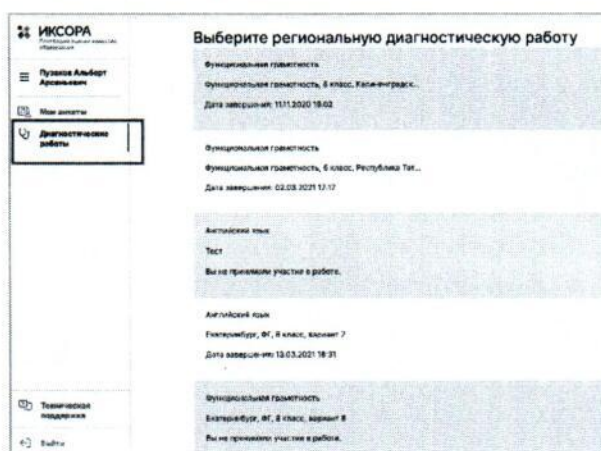 ИКСОРА
Пузаков Альберт
Арсеньевич
Мои анкеты
Диагностические
работы
Техническая
поддержка
Выйти
Выберите региональную диагностическую работу
Функциональная грамотность
Функциональная грамотность, 8 класс, Калининградск...
Дата завершения: 11.11.2020 18:02
Функциональная грамотность
Функциональная грамотность, 6 класс, Республика Тат...
Дата завершения: 02.03.2021 17:17
Английский язык
Тест
Вы не принимали участие в работе.
Английский язык
Екатеринбург, ФГ, 8 класс, вариант 7
Дата завершения: 13.03.2021 18:31
Функциональная грамотность
Екатеринбург, ФГ, 8 класс, вариант 8
Вы не принимали участие в работе.